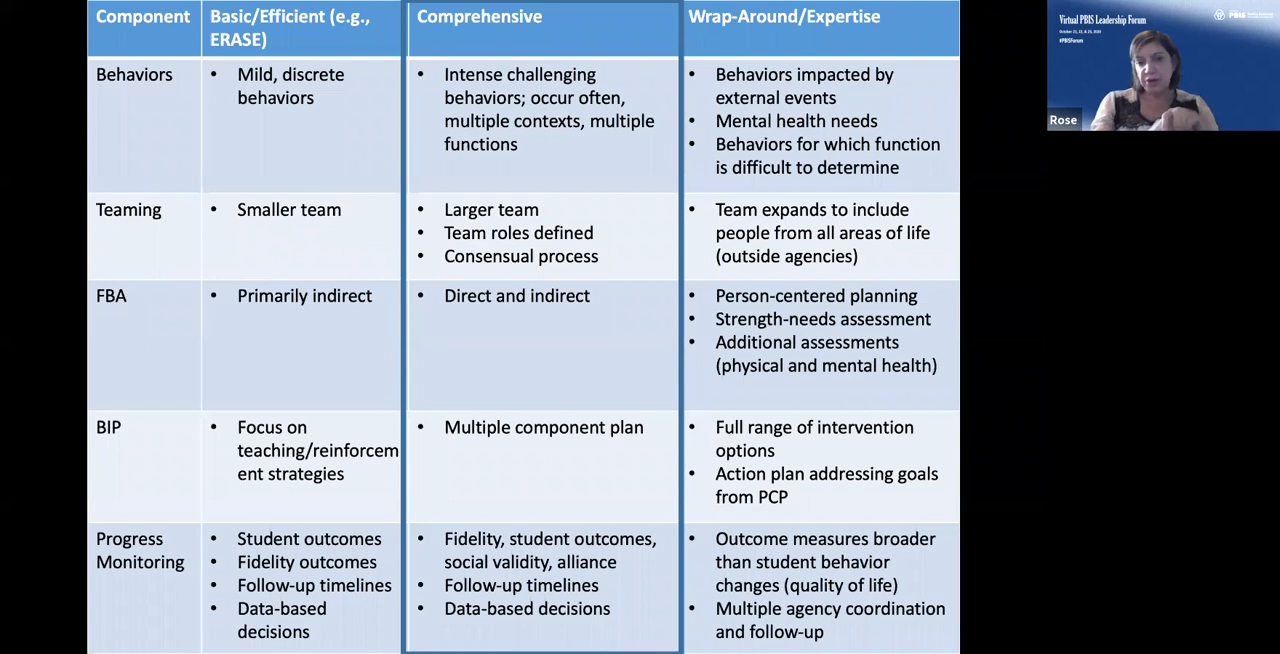 Component
Basic/Efficient (e.g.,
ERASE)
Comprehensive
Wrap-Around/Expertise
Behaviors
• Mild, discrete
behaviors
• Intense challenging
behaviors; occur often,
multiple contexts, multiple
functions
• Behaviors impacted by
external events
• Mental health needs
• Behaviors for which function
is difficult to determine
Teaming
• Smaller team
• Larger team
• Team roles defined
• Consensual process
• Team expands to include
people from all areas of life
(outside agencies)
FBA
• Primarily indirect
• Direct and indirect
• Person-centered planning
• Strength-needs assessment
• Additional assessments
(physical and mental health)
BIP
• Focus on
teaching/reinforcem
ent strategies
• Multiple component plan
• Full range of intervention
options
• Action plan addressing goals
from PCP
Progress
Monitoring
• Student outcomes
• Fidelity outcomes
• Follow-up timelines
• Data-based
decisions
• Fidelity, student outcomes,
social validity, alliance
• Follow-up timelines
• Data-based decisions
• Outcome measures broader
than student behavior
changes (quality of life)
• Multiple agency coordination
and follow-up
Virtual PBIS Leadership Forum
#PBISForum
PBIS
Rose